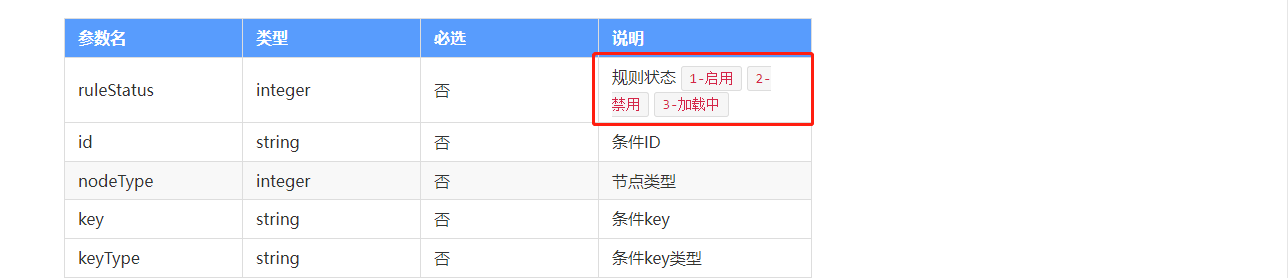 参数名 类型 必选 说明
ruleStatus integer 否 规则状态 1-启用 2-
禁用 3-加载中
id string 否 条件ID
nodeType integer 否 节点类型
key string 否 条件key
keyType string 否 条件key类型